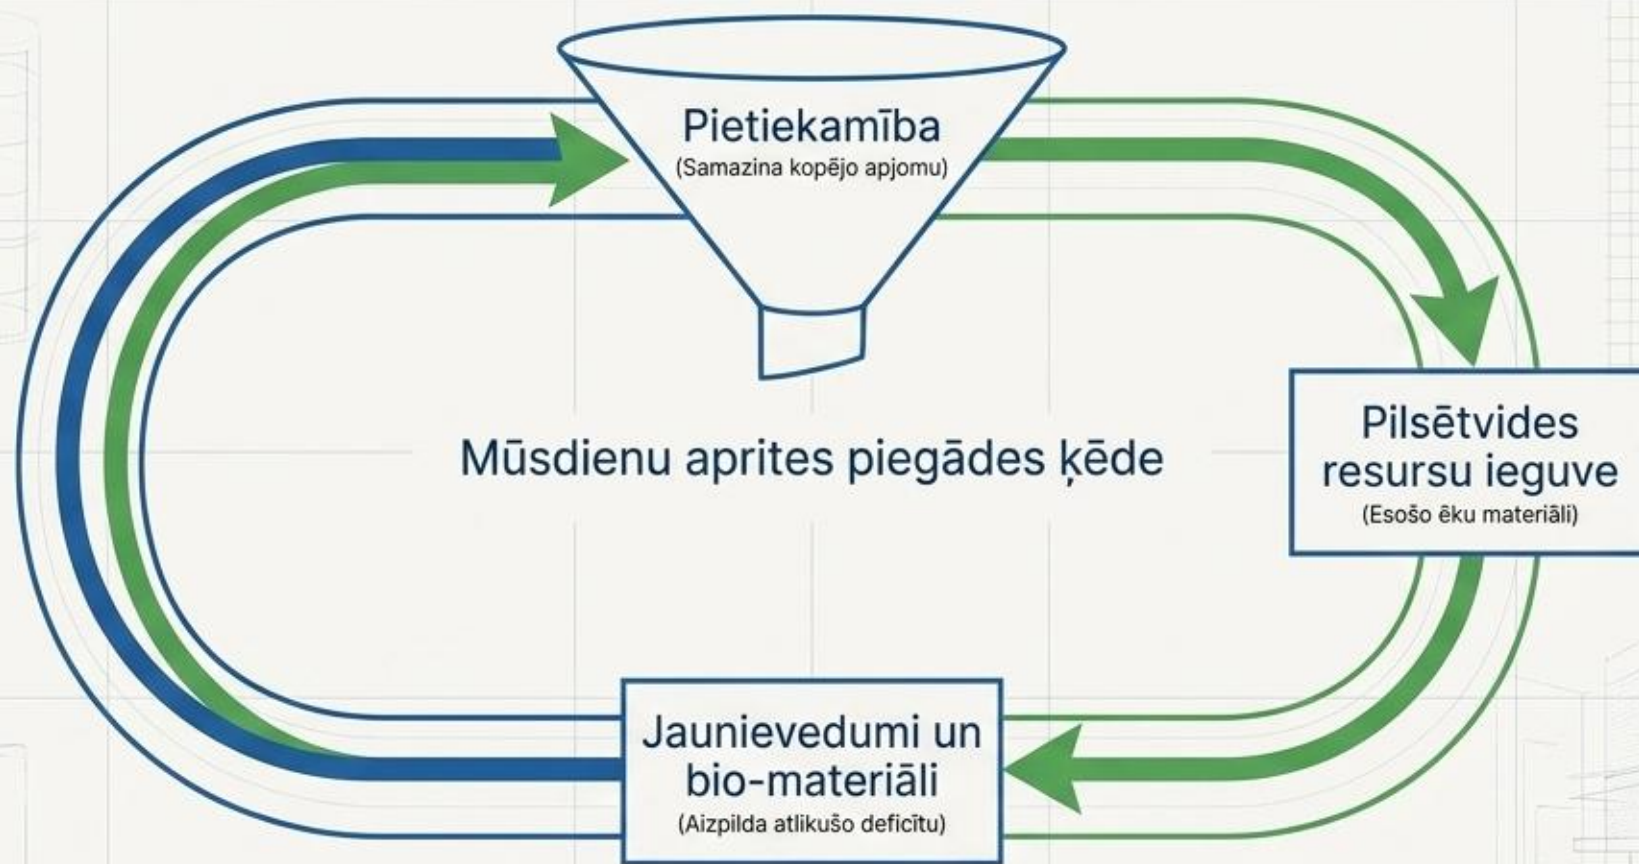 Pietiekamība
(Samazina kopējo apjomu)
Mūsdienu aprites piegādes ķēde
Pilsētvides
resursu ieguve
(Esošo ēku materiāli)
Jaunievedumi un
bio-materiāli
(Aizpilda atlikušo deficītu)